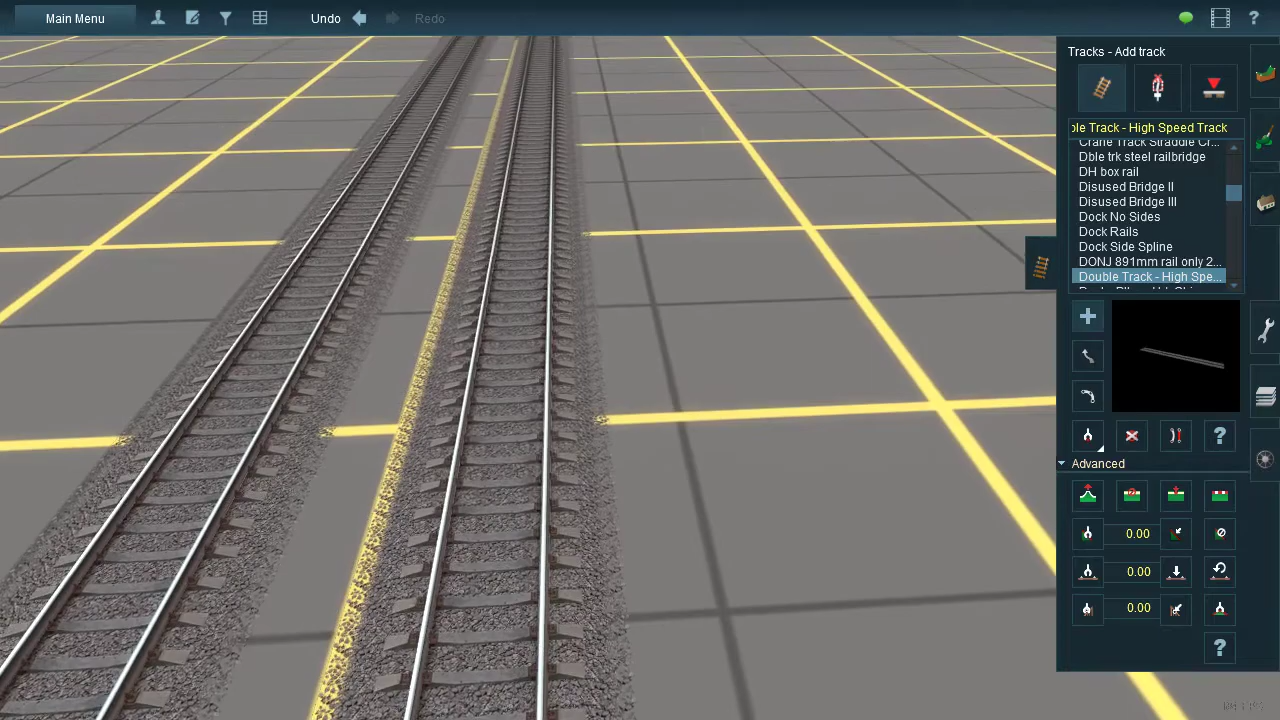 Main Menu
Undo
Redo
?
Tracks - Add track
ble Track - High Speed Track
Crane Track Straddle Cr...
Dble trk steel railbridge
DH box rail
Disused Bridge II
Disused Bridge III
Dock No Sides
Dock Rails
Dock Side Spline
DONJ 891mm rail only 2...
Double Track - High Spe...
?
Advanced
0.00
0.00
0.00
?